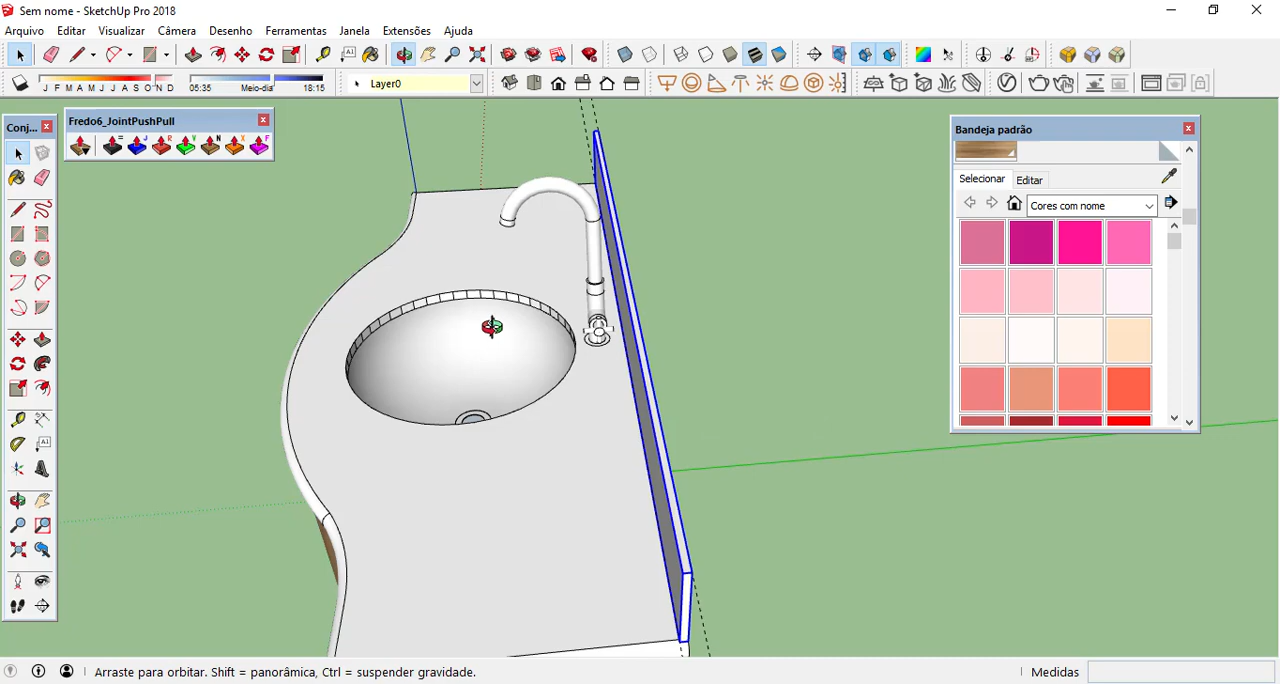 Sem nome - SketchUp Pro 2018
Arquivo Editar Visualizar Câmera Desenho Ferramentas Janela Extensões Ajuda
A1
J F M A M J J A S O N D
05:35 Meio-dia 18:15
Layer0
Conj...
Fredo6_JointPushPull
= J R V N X F
Bandeja padrão
Selecionar Editar
Cores com nome
A1
Arraste para orbitar. Shift = panorâmica, Ctrl = suspender gravidade.
Medidas